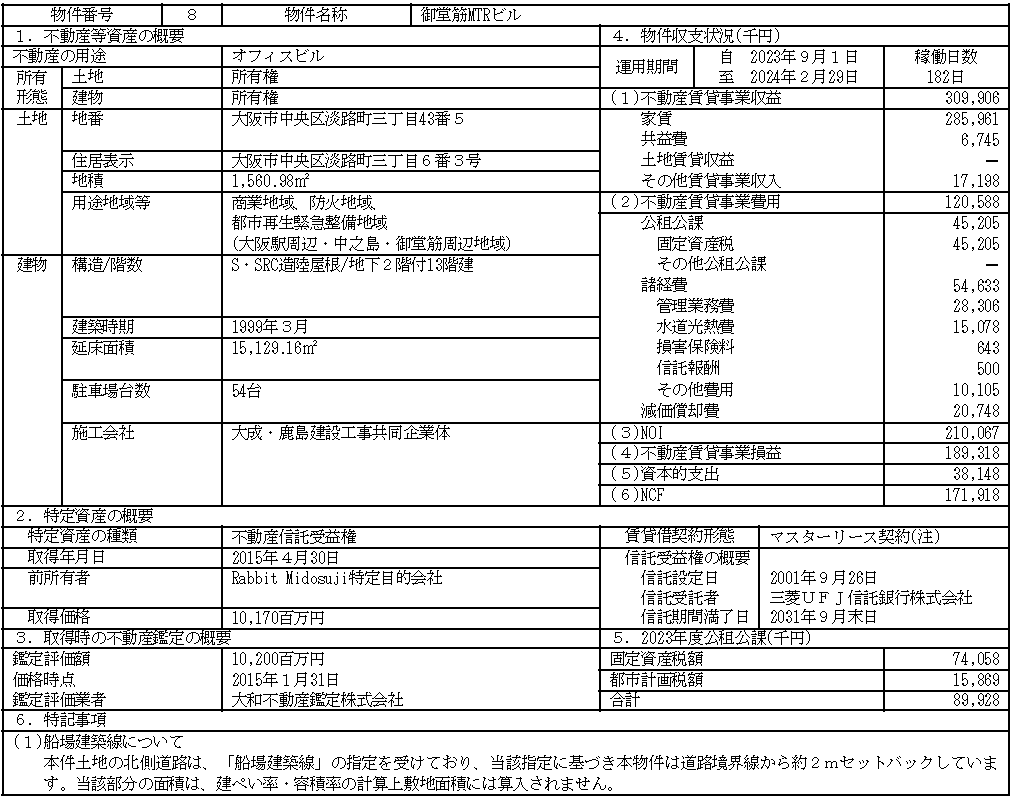 物件番号 ８ 物件名称 御堂筋MTRビル
１．不動産等資産の概要
不動産の用途 オフィスビル
所有形態 土地 所有権
建物 所有権
土地 地番 大阪市中央区淡路町三丁目43番５
住居表示 大阪市中央区淡路町三丁目６番３号
地積 1,560.98㎡
用途地域等 商業地域、防火地域、
都市再生緊急整備地域
(大阪駅周辺・中之島・御堂筋周辺地域)
建物 構造/階数 S・SRC造陸屋根/地下２階付13階建
建築時期 1999年３月
延床面積 15,129.16㎡
駐車場台数 54台
施工会社 大成・鹿島建設工事共同企業体
４．物件収支状況(千円)
運用期間 自 2023年９月１日 稼働日数
至 2024年２月29日 182日
(１)不動産賃貸事業収益 309,906
家賃 285,961
共益費 6,745
土地賃貸収益 －
その他賃貸事業収入 17,198
(２)不動産賃貸事業費用 120,588
公租公課 45,205
固定資産税 45,205
その他公租公課 －
諸経費 54,633
管理業務費 28,306
水道光熱費 15,078
損害保険料 643
信託報酬 500
その他費用 10,105
減価償却費 20,748
(３)NOI 210,067
(４)不動産賃貸事業損益 189,318
(５)資本的支出 38,148
(６)NCF 171,918
２．特定資産の概要
特定資産の種類 不動産信託受益権
取得年月日 2015年４月30日
前所有者 Rabbit Midosuji特定目的会社
取得価格 10,170百万円
賃貸借契約形態 マスターリース契約(注)
信託受益権の概要
信託設定日 2001年９月26日
信託受託者 三菱ＵＦＪ信託銀行株式会社
信託期間満了日 2031年９月末日
３．取得時の不動産鑑定の概要
鑑定評価額 10,200百万円
価格時点 2015年１月31日
鑑定評価業者 大和不動産鑑定株式会社
５．2023年度公租公課(千円)
固定資産税額 74,058
都市計画税額 15,869
合計 89,928
６．特記事項
(１)船場建築線について
本件土地の北側道路は、「船場建築線」の指定を受けており、当該指定に基づき本物件は道路境界線から約２ｍセットバックしていま
す。当該部分の面積は、建ぺい率・容積率の計算上敷地面積には算入されません。